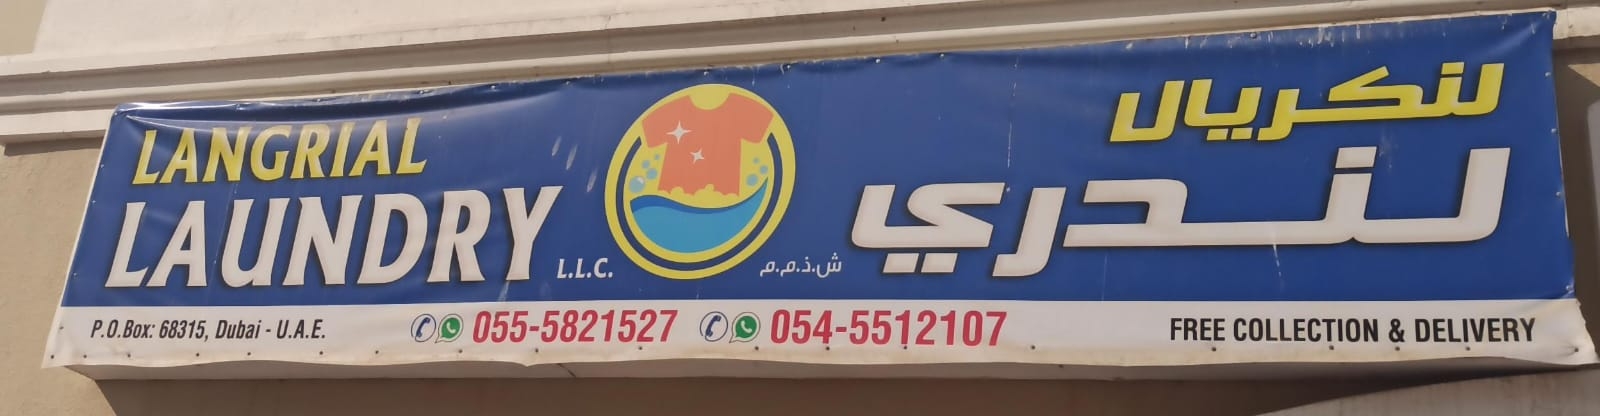 LANGRIAL
LAUNDRY L.L.C.
لنكريال
لندري ش.ذ.م.م
P.O.Box: 68315, Dubai - U.A.E.
055-5821527
054-5512107
FREE COLLECTION & DELIVERY